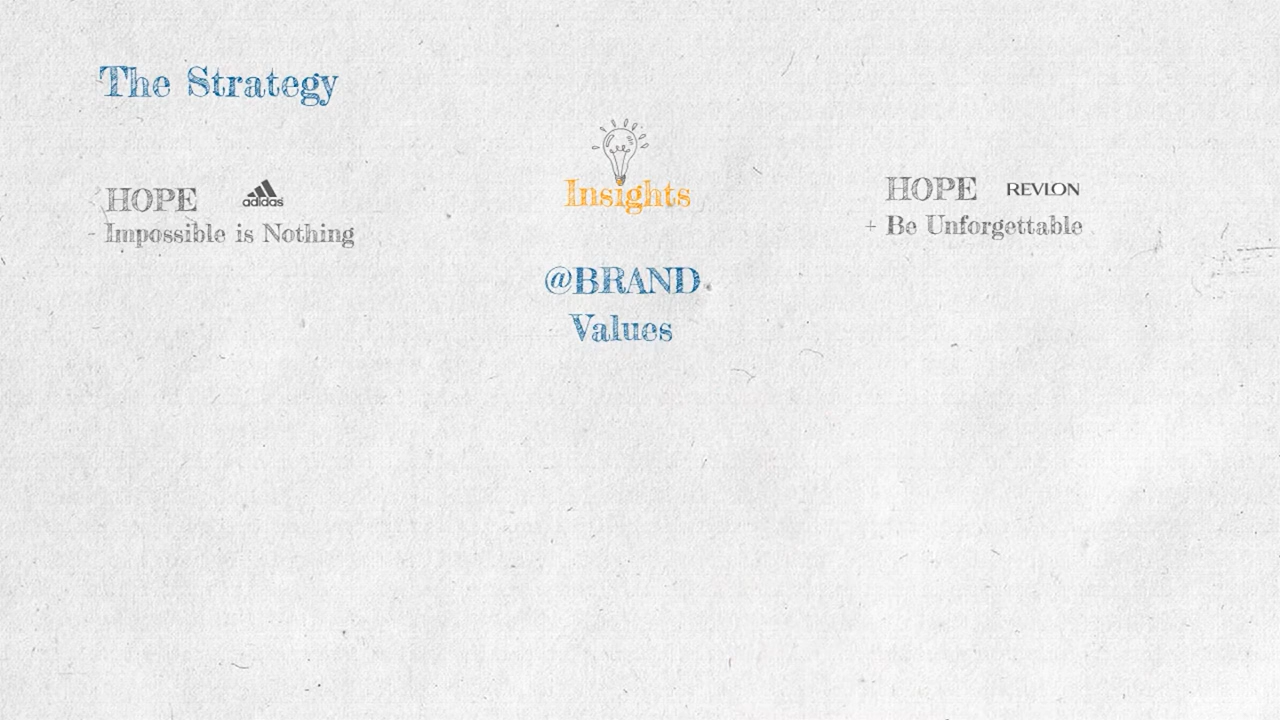 The Strategy
HOPE adidas
- Impossible is Nothing
Insights
@BRAND
Values
HOPE REVLON
+ Be Unforgettable